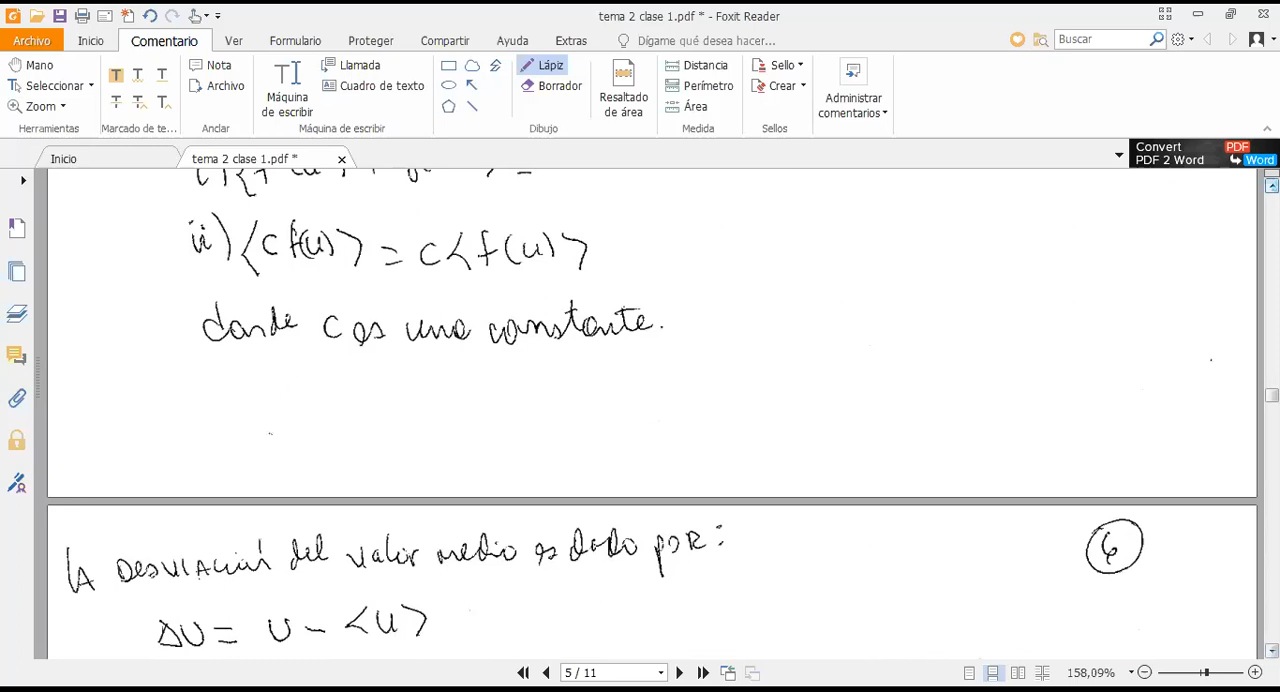 tema 2 clase 1.pdf * - Foxit Reader
Archivo Inicio Comentario Ver Formulario Proteger Compartir Ayuda Extras Dígame qué desea hacer... Buscar
Mano
Seleccionar
Zoom
Herramientas
T T T
T T T
Marcado de te...
Nota
Archivo
Anclar
Máquina de escribir
Llamada
Cuadro de texto
Máquina de escribir
Lápiz
Borrador
Dibujo
Resaltado de área
Distancia
Perímetro
Área
Medida
Sello
Crear
Sellos
Administrar comentarios
Inicio
tema 2 clase 1.pdf *
Convert PDF
PDF 2 Word Word
ii) <c f(u)> = c<f(u)>
donde c es una constante.
LA DESVIACIÓN del valor medio es dado por: 6
ΔU = U - <U>
5 / 11
158,09%